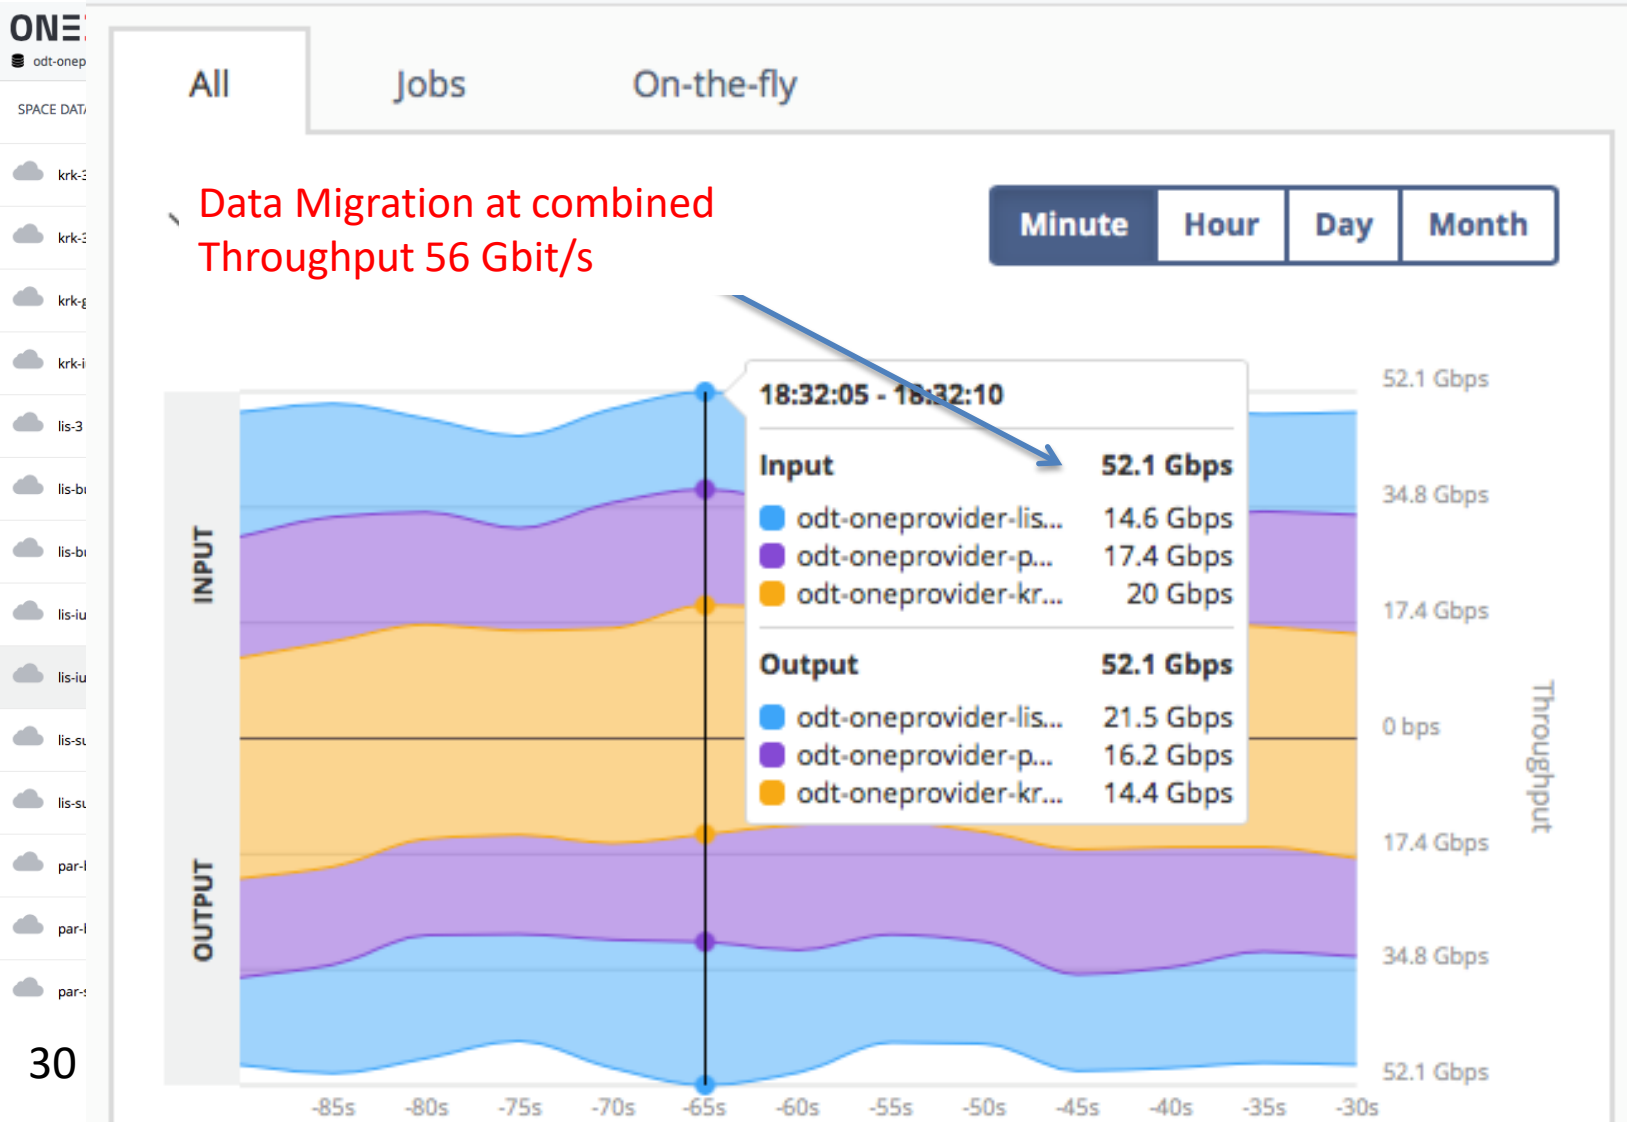 ONE
odt-onep
SPACE DATA
krk-3
krk-3
krk-g
krk-i
lis-3
lis-bu
lis-bu
lis-iu
lis-iu
lis-su
lis-su
par-
par-
par-s
30
All Jobs On-the-fly
Data Migration at combined
Throughput 56 Gbit/s
Minute Hour Day Month
18:32:05 - 18:32:10
Input 52.1 Gbps
odt-oneprovider-lis... 14.6 Gbps
odt-oneprovider-p... 17.4 Gbps
odt-oneprovider-kr... 20 Gbps
Output 52.1 Gbps
odt-oneprovider-lis... 21.5 Gbps
odt-oneprovider-p... 16.2 Gbps
odt-oneprovider-kr... 14.4 Gbps
INPUT
OUTPUT
52.1 Gbps
34.8 Gbps
17.4 Gbps
0 bps
17.4 Gbps
34.8 Gbps
52.1 Gbps
Throughput
-85s -80s -75s -70s -65s -60s -55s -50s -45s -40s -35s -30s